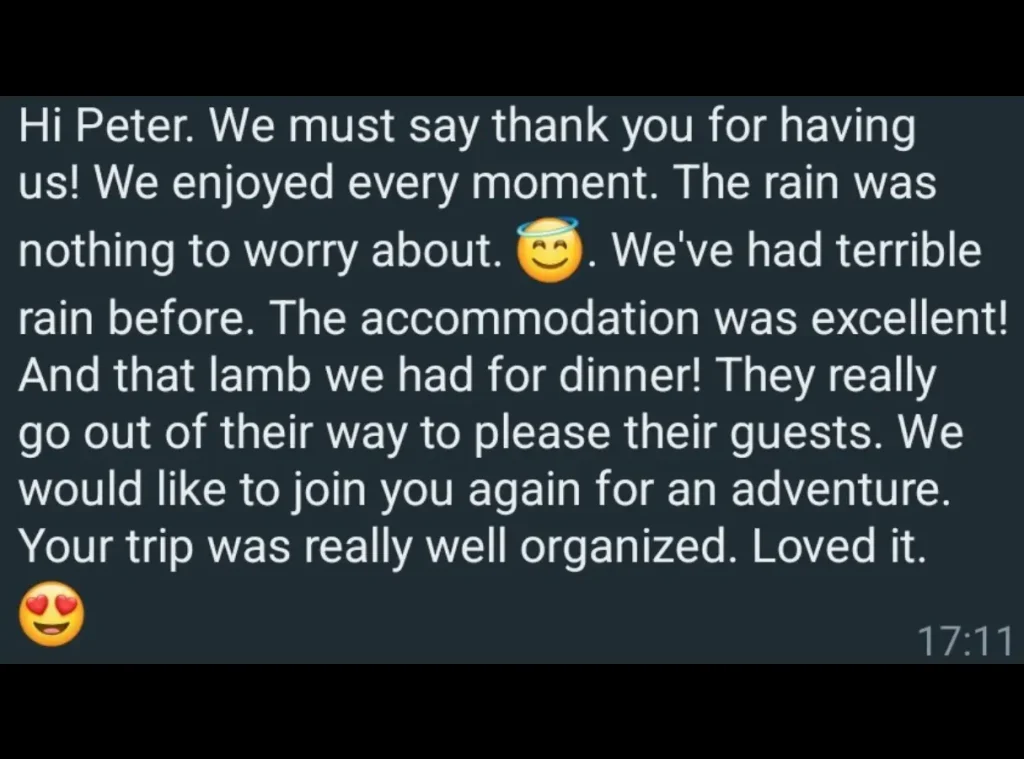 Hi Peter. We must say thank you for having
us! We enjoyed every moment. The rain was
nothing to worry about. 😇. We've had terrible
rain before. The accommodation was excellent!
And that lamb we had for dinner! They really
go out of their way to please their guests. We
would like to join you again for an adventure.
Your trip was really well organized. Loved it.
😍
17:11